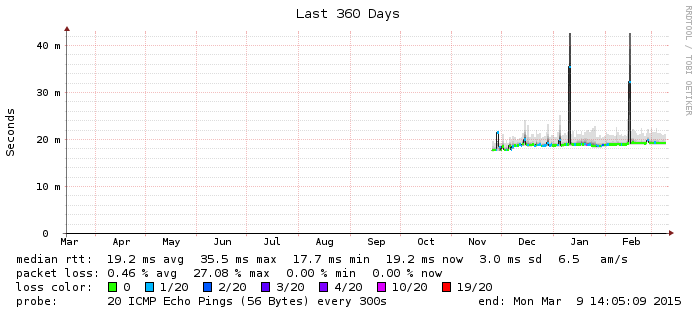 Last 360 Days
RRDTOOL / TOBI OETIKER
Seconds
40 m
30 m
20 m
10 m
0
Mar Apr May Jun Jul Aug Sep Oct Nov Dec Jan Feb
median rtt: 19.2 ms avg 35.5 ms max 17.7 ms min 19.2 ms now 3.0 ms sd 6.5 am/s
packet loss: 0.46 % avg 27.08 % max 0.00 % min 0.00 % now
loss color: 0 1/20 2/20 3/20 4/20 10/20 19/20
probe: 20 ICMP Echo Pings (56 Bytes) every 300s end: Mon Mar 9 14:05:09 2015